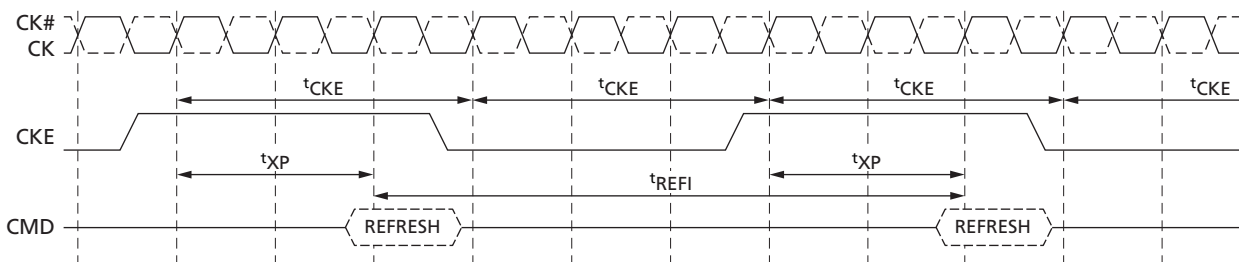 CK#
CK
tCKE tCKE tCKE tCKE
CKE
tXP tXP
tREFI
CMD REFRESH REFRESH